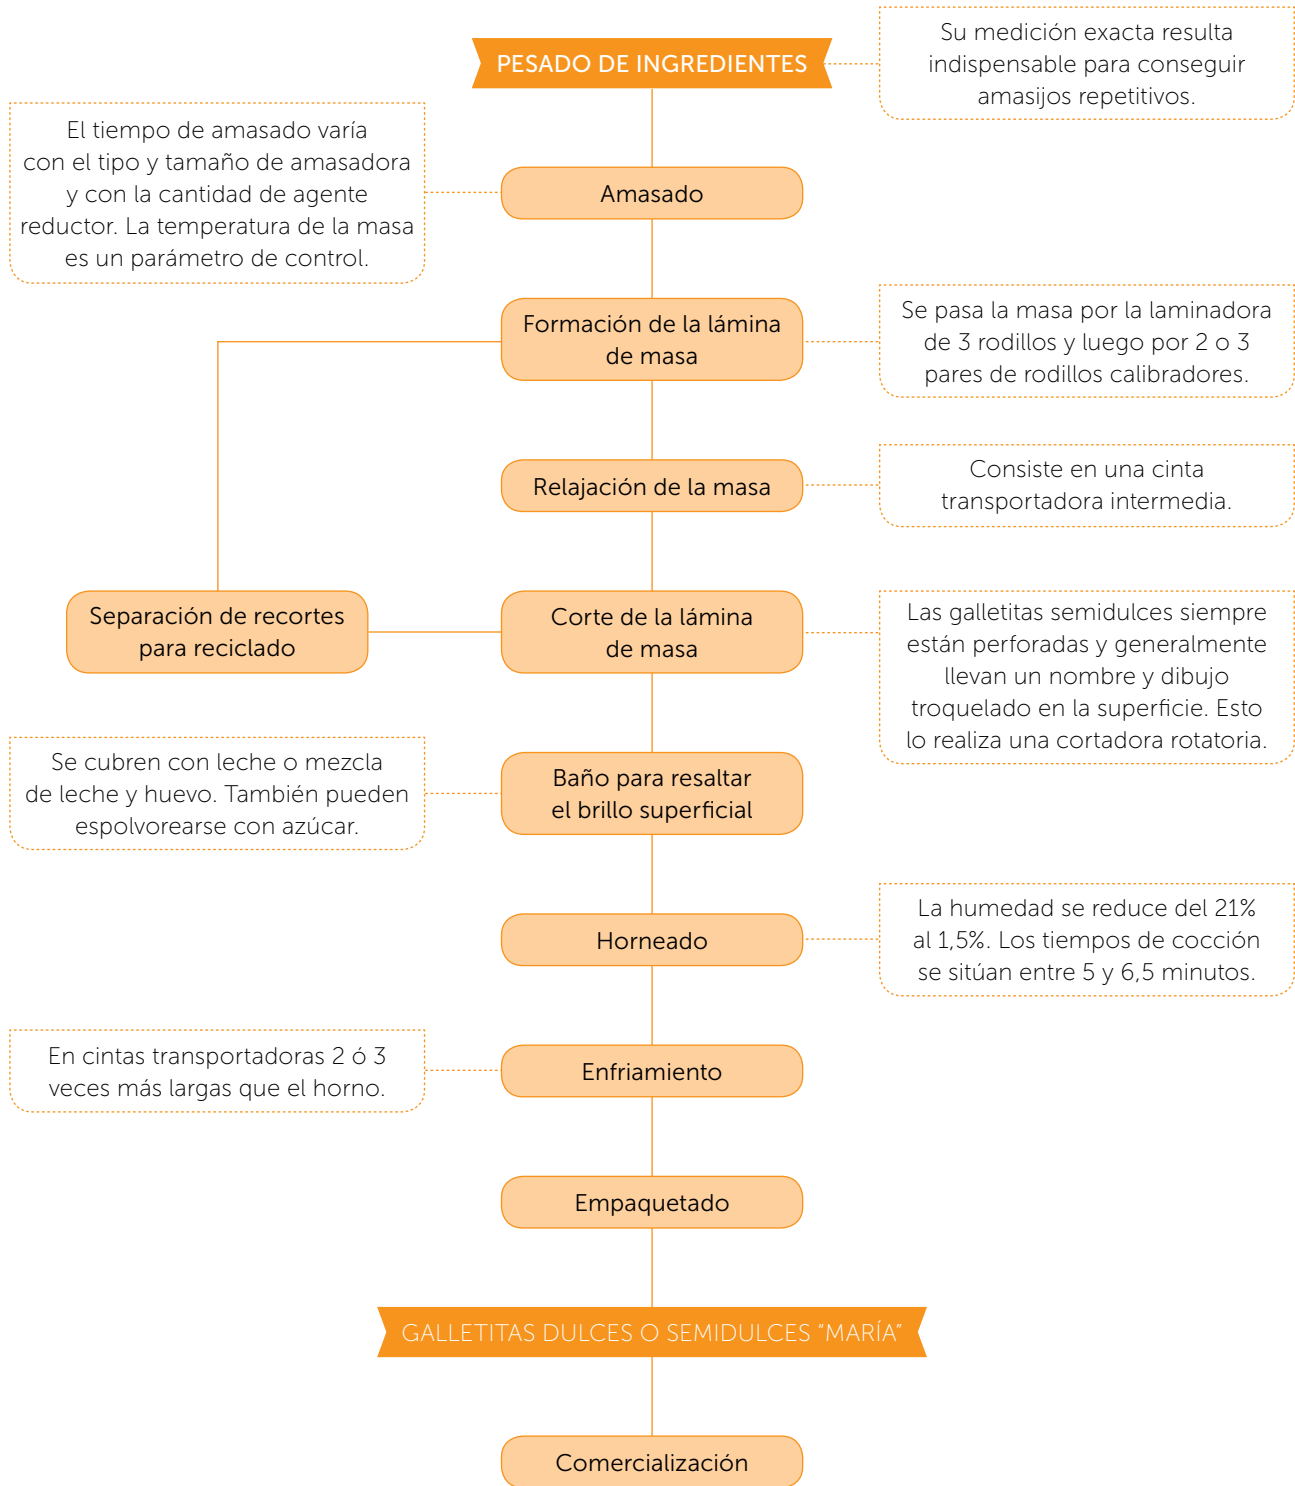 PESADO DE INGREDIENTES
Su medición exacta resulta
indispensable para conseguir
amasijos repetitivos.
El tiempo de amasado varía
con el tipo y tamaño de amasadora
y con la cantidad de agente
reductor. La temperatura de la masa
es un parámetro de control.
Amasado
Formación de la lámina
de masa
Se pasa la masa por la laminadora
de 3 rodillos y luego por 2 o 3
pares de rodillos calibradores.
Relajación de la masa
Consiste en una cinta
transportadora intermedia.
Separación de recortes
para reciclado
Corte de la lámina
de masa
Las galletitas semidulces siempre
están perforadas y generalmente
llevan un nombre y dibujo
troquelado en la superficie. Esto
lo realiza una cortadora rotatoria.
Se cubren con leche o mezcla
de leche y huevo. También pueden
espolvorearse con azúcar.
Baño para resaltar
el brillo superficial
Horneado
La humedad se reduce del 21%
al 1,5%. Los tiempos de cocción
se sitúan entre 5 y 6,5 minutos.
En cintas transportadoras 2 ó 3
veces más largas que el horno.
Enfriamiento
Empaquetado
GALLETITAS DULCES O SEMIDULCES "MARÍA"
Comercialización